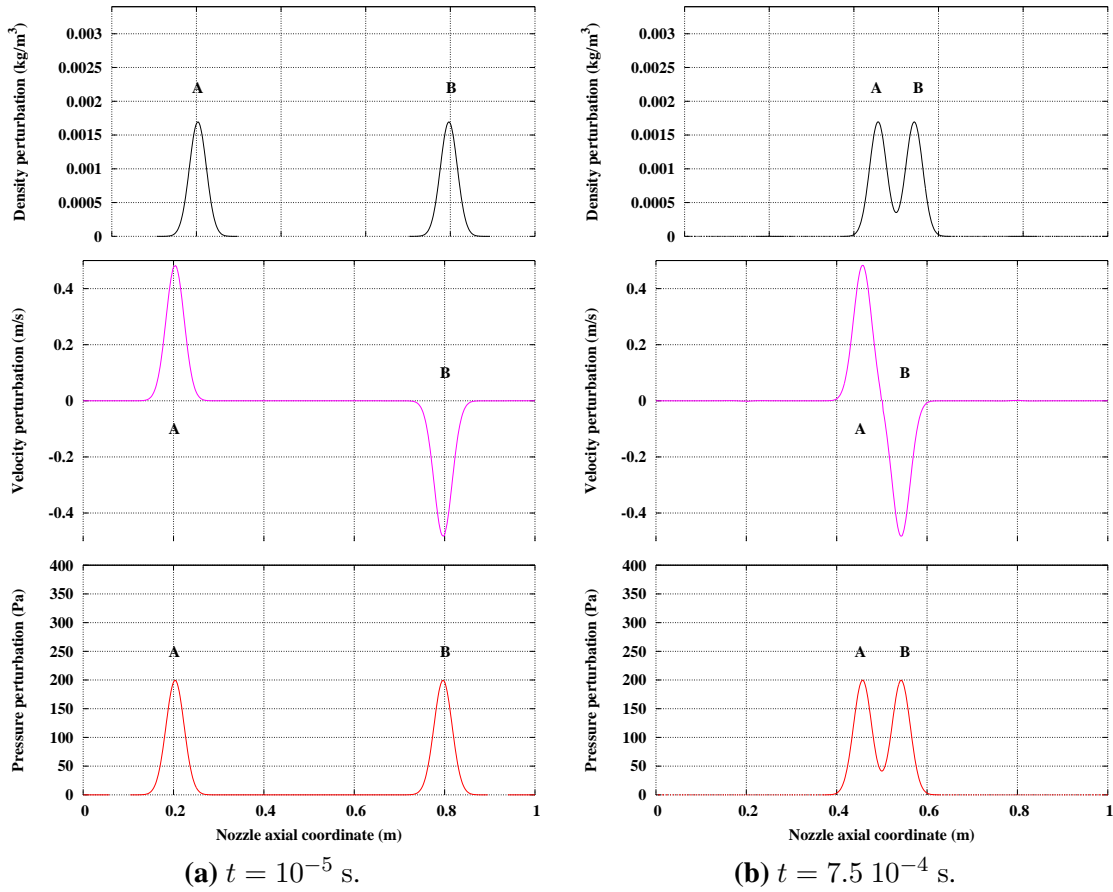 Density perturbation (kg/m³)
0.003
0.0025
0.002
0.0015
0.001
0.0005
0
A
B
Velocity perturbation (m/s)
0.4
0.2
0
-0.2
-0.4
A
B
Pressure perturbation (Pa)
400
350
300
250
200
150
100
50
0
A
B
0 0.2 0.4 0.6 0.8 1
Nozzle axial coordinate (m)
(a) t = 10⁻⁵ s.
Density perturbation (kg/m³)
0.003
0.0025
0.002
0.0015
0.001
0.0005
0
A
B
Velocity perturbation (m/s)
0.4
0.2
0
-0.2
-0.4
A
B
Pressure perturbation (Pa)
400
350
300
250
200
150
100
50
0
A
B
0 0.2 0.4 0.6 0.8 1
Nozzle axial coordinate (m)
(b) t = 7.5 10⁻⁴ s.